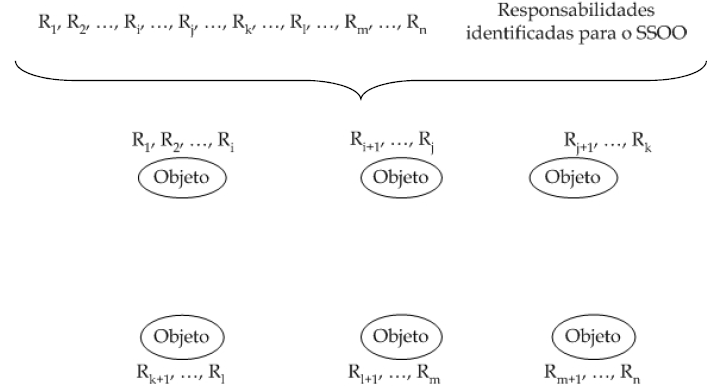 R1, R2, …, Ri, …, Rj, …, Rk, …, Rl, …, Rm, …, Rn
Responsabilidades
identificadas para o SSOO
R1, R2, …, Ri
Ri+1, …, Rj
Rj+1, …, Rk
Objeto
Objeto
Objeto
Objeto
Objeto
Objeto
Rk+1, …, Rl
Rl+1, …, Rm
Rm+1, …, Rn